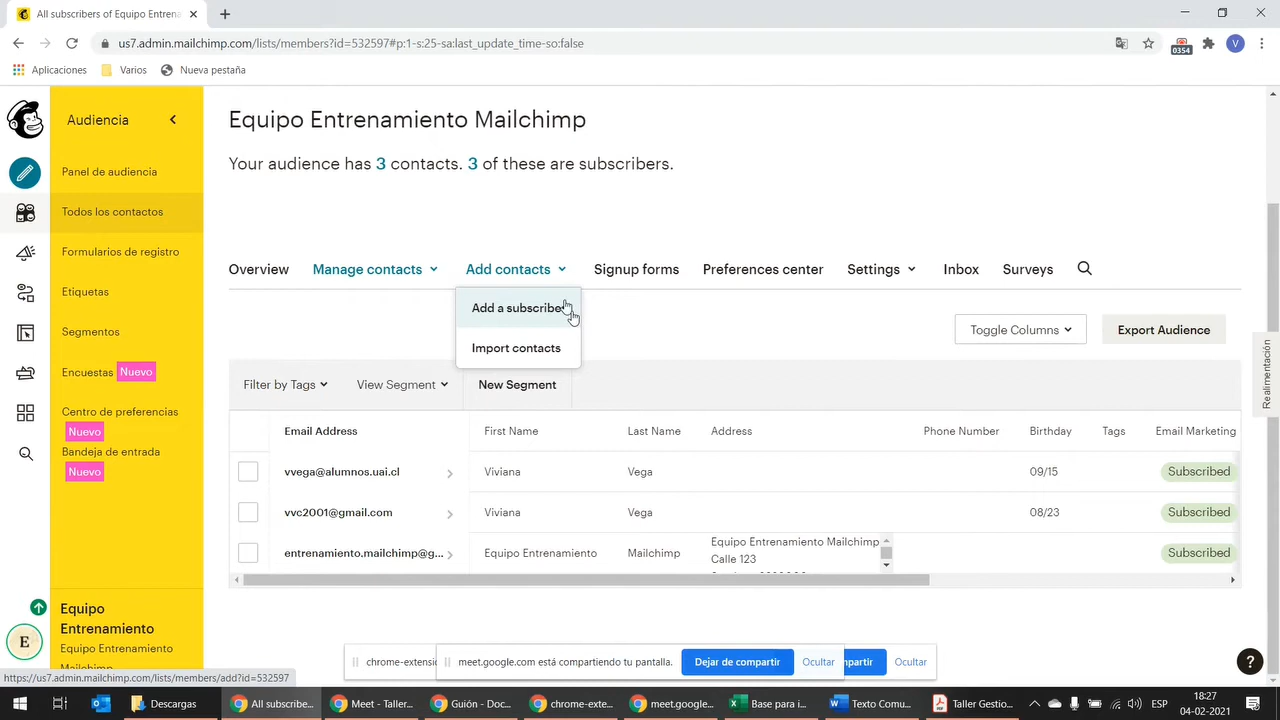 All subscribers of Equipo Entrena
us7.admin.mailchimp.com/lists/members?id=532597#p:1-s:25-sa:last_update_time-so:false
0354
V
Aplicaciones
Varios
Nueva pestaña
Audiencia
Panel de audiencia
Todos los contactos
Formularios de registro
Etiquetas
Segmentos
Encuestas Nuevo
Centro de preferencias
Nuevo
Bandeja de entrada
Nuevo
Equipo
Entrenamiento
Equipo Entrenamiento
Mailchimp
E
Equipo Entrenamiento Mailchimp
Your audience has 3 contacts. 3 of these are subscribers.
Overview Manage contacts Add contacts Signup forms Preferences center Settings Inbox Surveys
Add a subscribe
Import contacts
Toggle Columns Export Audience
Realimentación
Filter by Tags View Segment New Segment
Email Address First Name Last Name Address Phone Number Birthday Tags Email Marketing
vvega@alumnos.uai.cl Viviana Vega 09/15 Subscribed
vvc2001@gmail.com Viviana Vega 08/23 Subscribed
entrenamiento.mailchimp@g... Equipo Entrenamiento Mailchimp Equipo Entrenamiento Mailchimp Subscribed
Calle 123
chrome-extensi
meet.google.com está compartiendo tu pantalla. Dejar de compartir Ocultar
partir Ocultar
?
https://us7.admin.mailchimp.com/lists/members/add?id=532597
Descargas
All subscribe...
Meet - Taller...
Guión - Doc...
chrome-exte...
meet.google...
Base para i...
Texto Comu...
Taller Gestio...
ESP
18:27
04-02-2021